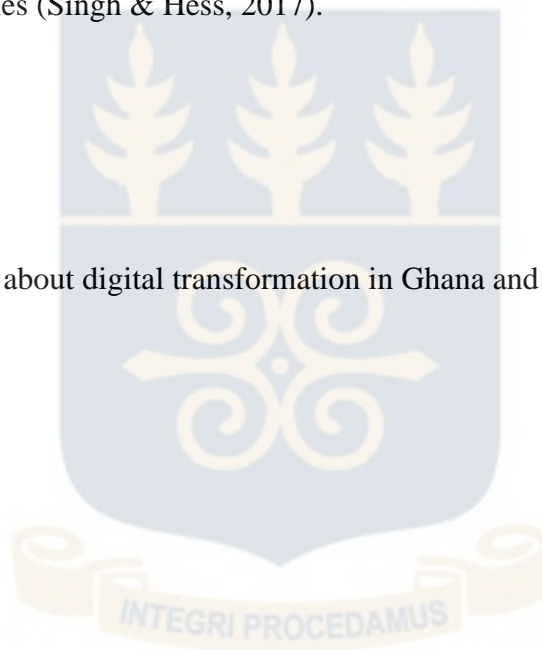 es (Singh & Hess, 2017).
about digital transformation in Ghana and
INTEGRI PROCEDAMUS